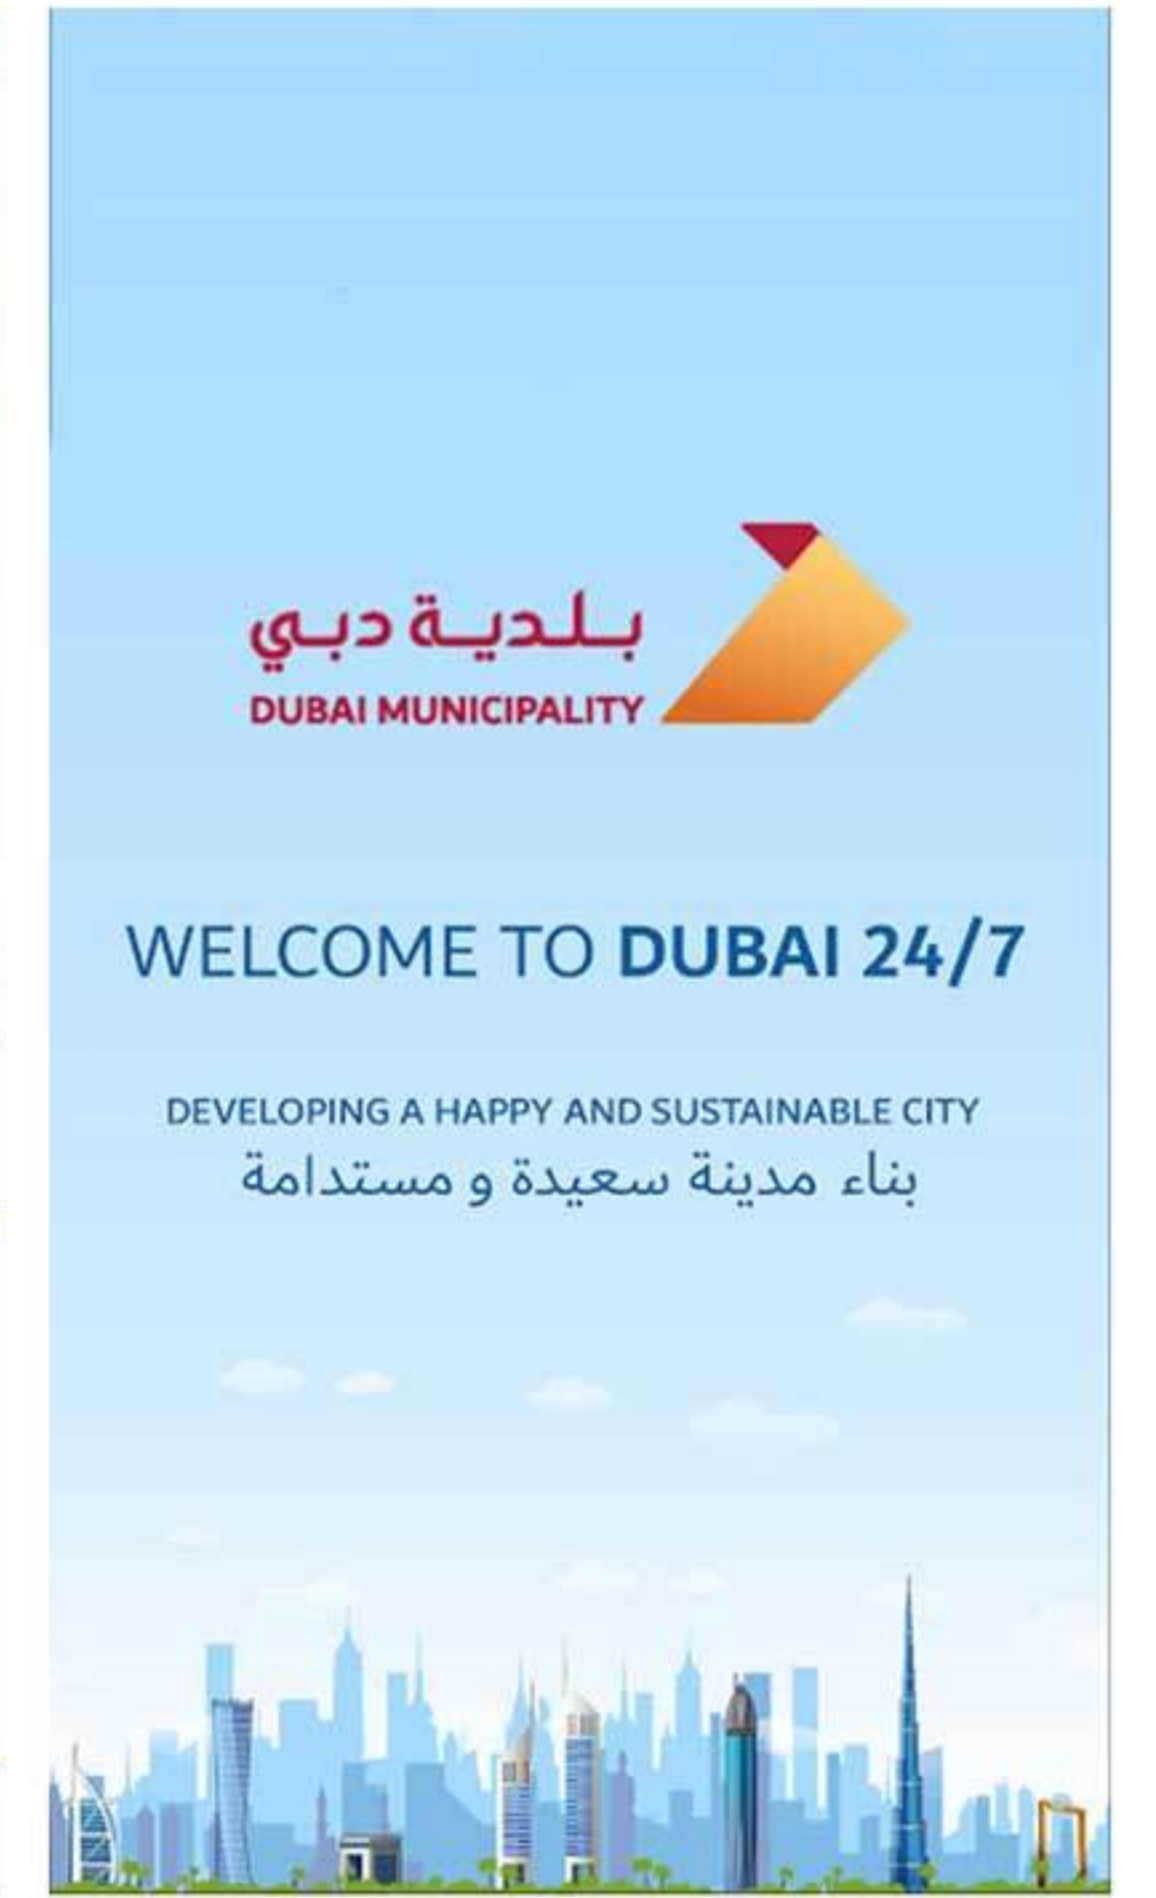 بلدية دبي
DUBAI MUNICIPALITY
WELCOME TO DUBAI 24/7
DEVELOPING A HAPPY AND SUSTAINABLE CITY
بناء مدينة سعيدة و مستدامة